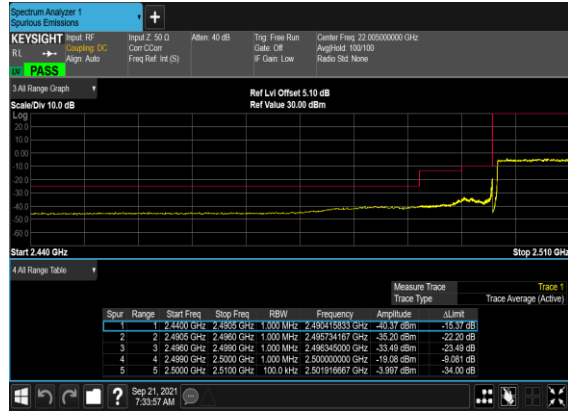 Spectrum Analyzer 1
Spurious Emissions
KEYSIGHT Input: RF Input Z: 50 Ω Atten: 40 dB Trig: Free Run Center Freq: 22.005000000 GHz
RL Coupling: DC Corr CCorr Gate: Off Avg|Hold: 100/100
Align: Auto Freq Ref: Int (S) IF Gain: Low Radio Std: None
PASS
3 All Range Graph Ref Lvl Offset 5.10 dB
Scale/Div 10.0 dB Ref Value 30.00 dBm
Log
20.0
10.0
0.00
-10.0
-20.0
-30.0
-40.0
-50.0
-60.0
Start 2.440 GHz Stop 2.510 GHz
4 All Range Table
Measure Trace Trace 1
Trace Type Trace Average (Active)
Spur Range Start Freq Stop Freq RBW Frequency Amplitude ΔLimit
1 1 2.4400 GHz 2.4905 GHz 1.000 MHz 2.490415833 GHz -40.37 dBm -15.37 dB
2 2 2.4905 GHz 2.4960 GHz 1.000 MHz 2.495734167 GHz -35.20 dBm -22.20 dB
3 3 2.4960 GHz 2.4990 GHz 1.000 MHz 2.496345000 GHz -33.49 dBm -23.49 dB
4 4 2.4990 GHz 2.5000 GHz 1.000 MHz 2.500000000 GHz -19.08 dBm -9.081 dB
5 5 2.5000 GHz 2.5100 GHz 100.0 kHz 2.501916667 GHz -3.997 dBm -34.00 dB
? Sep 21, 2021
7:33:57 AM